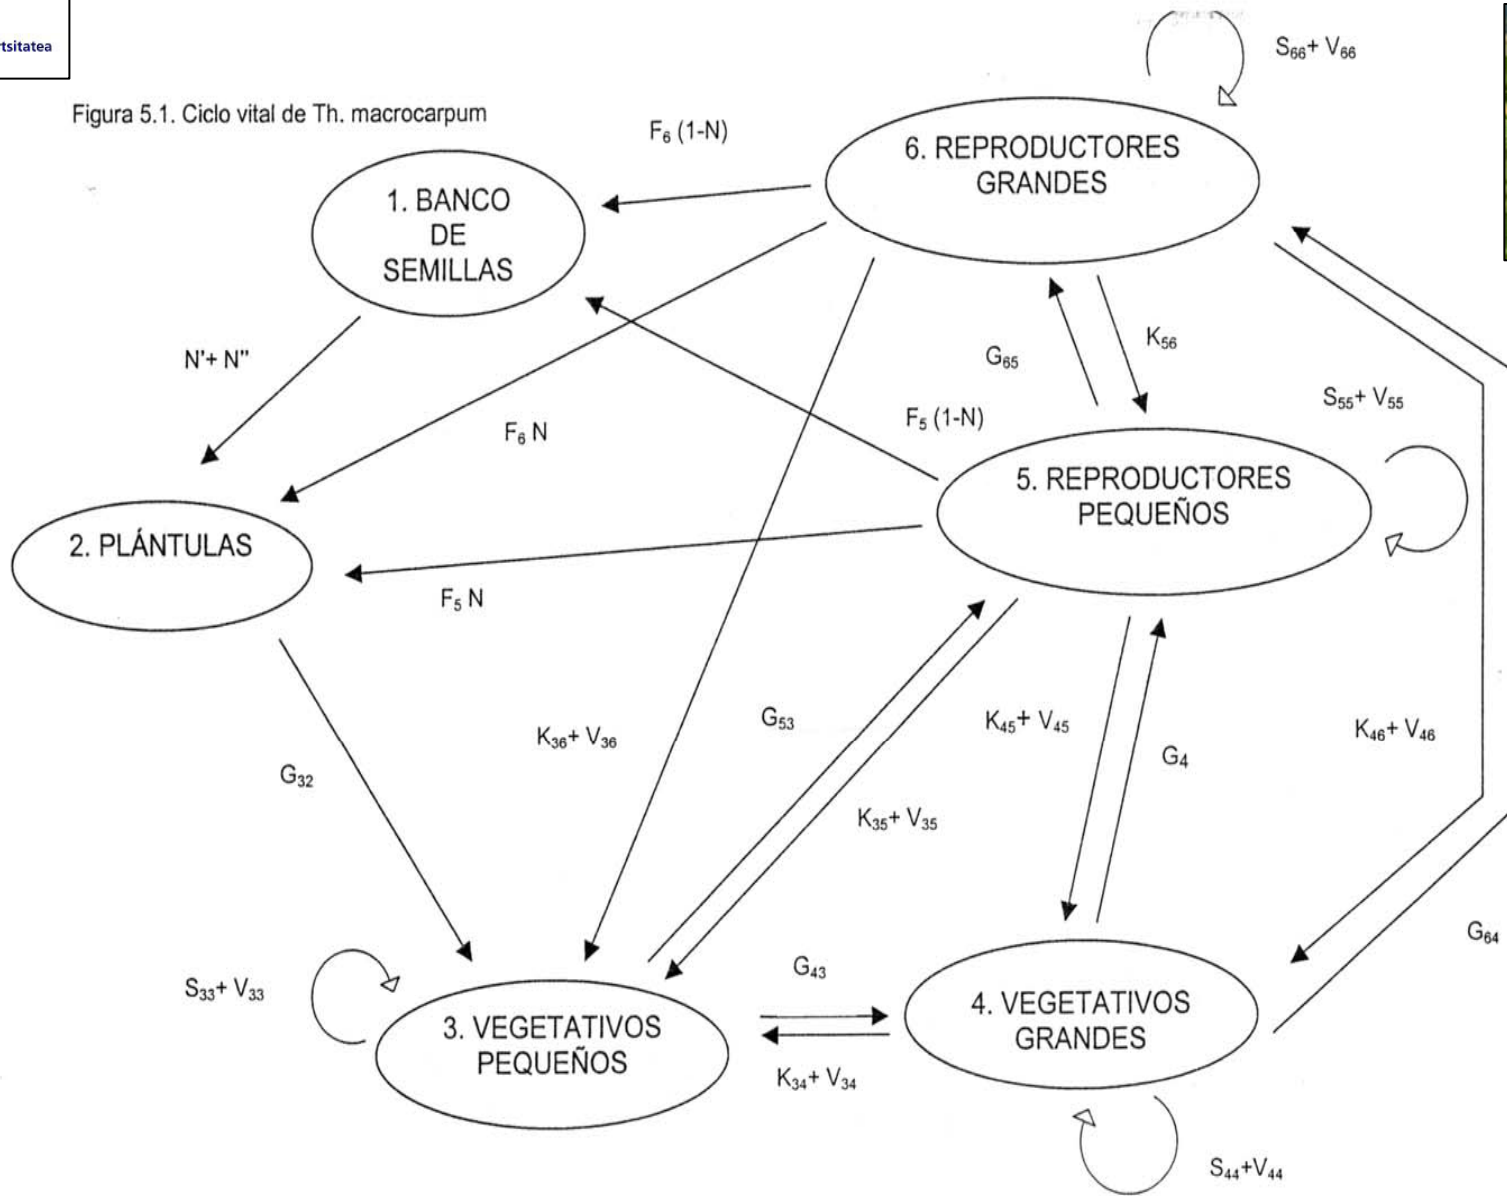 tsitatea
Figura 5.1. Ciclo vital de Th. macrocarpum
S66+ V66
F6 (1-N)
6. REPRODUCTORES
GRANDES
1. BANCO
DE
SEMILLAS
N'+ N"
G65
K56
S55+ V55
F6 N
F5 (1-N)
5. REPRODUCTORES
PEQUEÑOS
2. PLÁNTULAS
F5 N
K36+ V36
G53
K45+ V45
K46+ V46
G4
G32
K35+ V35
G64
G43
S33+ V33
3. VEGETATIVOS
PEQUEÑOS
4. VEGETATIVOS
GRANDES
K34+ V34
S44+V44